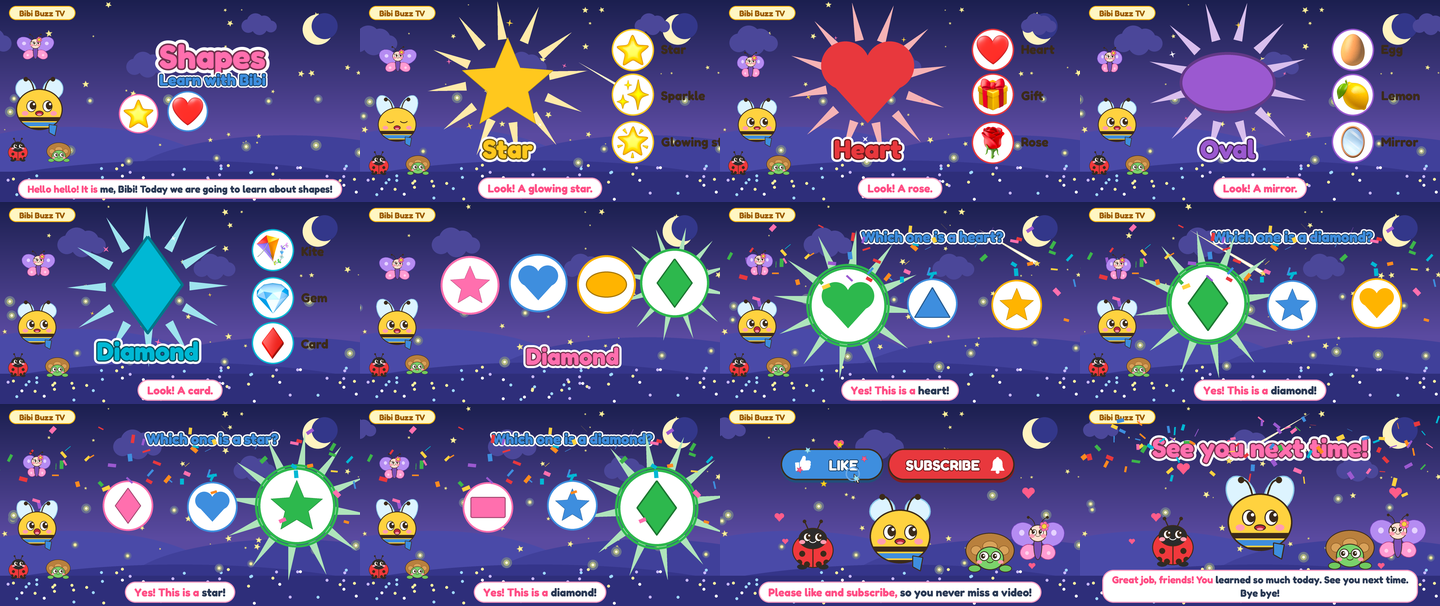 Bibi Buzz TV
Shapes
Learn with Bibi
Hello hello! It is me, Bibi! Today we are going to learn about shapes!
Bibi Buzz TV
Star
Sparkle
Glowing st
Star
Look! A glowing star.
Bibi Buzz TV
Heart
Gift
Rose
Heart
Look! A rose.
Bibi Buzz TV
Egg
Lemon
Mirror
Oval
Look! A mirror.
Bibi Buzz TV
Kite
Gem
Card
Diamond
Look! A card.
Bibi Buzz TV
Diamond
Bibi Buzz TV
Which one is a heart?
Yes! This is a heart!
Bibi Buzz TV
Which one is a diamond?
Yes! This is a diamond!
Bibi Buzz TV
Which one is a star?
Yes! This is a star!
Bibi Buzz TV
Which one is a diamond?
Yes! This is a diamond!
Bibi Buzz TV
LIKE
SUBSCRIBE
Please like and subscribe, so you never miss a video!
Bibi Buzz TV
See you next time!
Great job, friends! You learned so much today. See you next time.
Bye bye!